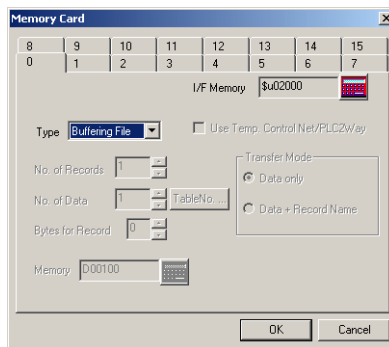 Memory Card
8 9 10 11 12 13 14 15
0 1 2 3 4 5 6 7
I/F Memory $u02000
Type Buffering File Use Temp. Control Net/PLC2Way
No. of Records 1
Transfer Mode
Data only
No. of Data 1 TableNo. ...
Data + Record Name
Bytes for Record 0
Memory D00100
OK Cancel